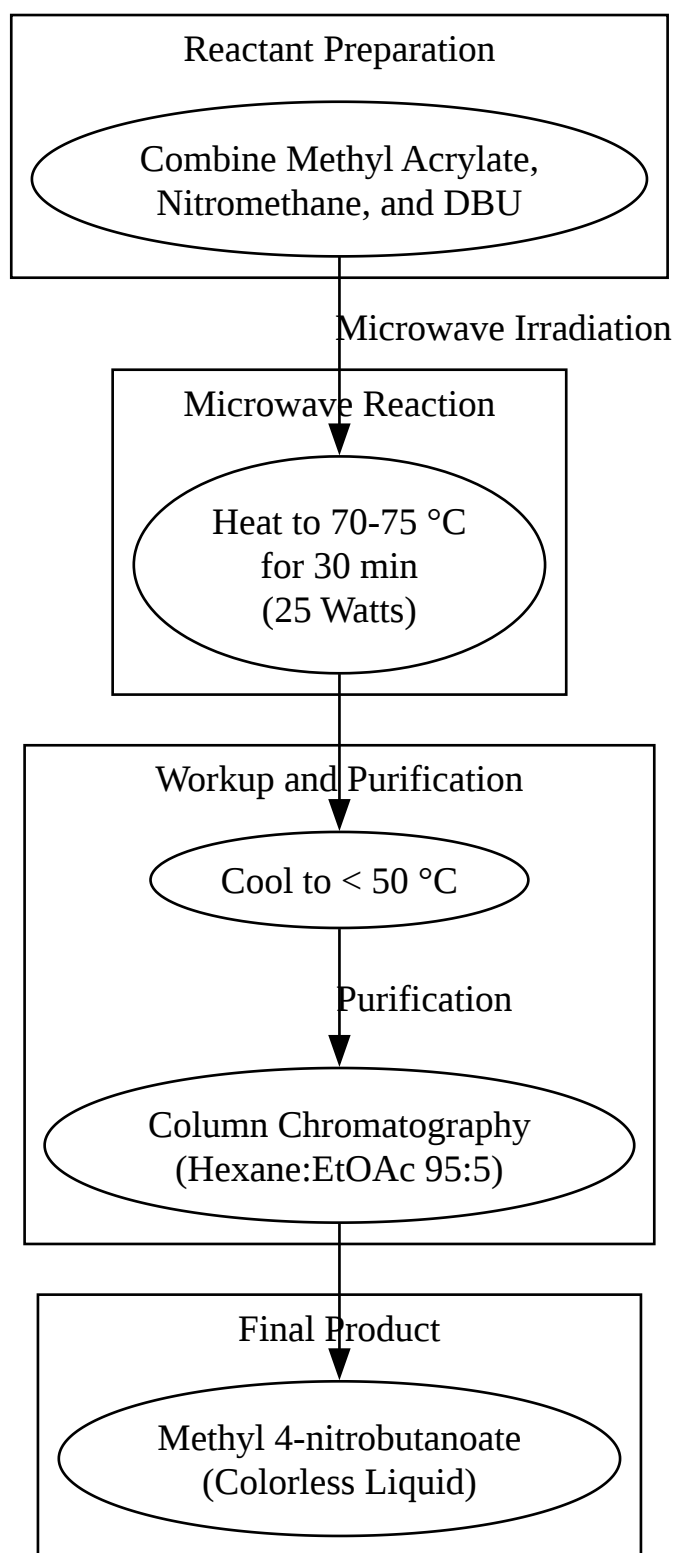 Reactant Preparation
Combine Methyl Acrylate,
Nitromethane, and DBU
Microwave Irradiation
Microwave Reaction
Heat to 70-75 °C
for 30 min
(25 Watts)
Workup and Purification
Cool to < 50 °C
Purification
Column Chromatography
(Hexane:EtOAc 95:5)
Final Product
Methyl 4-nitrobutanoate
(Colorless Liquid)